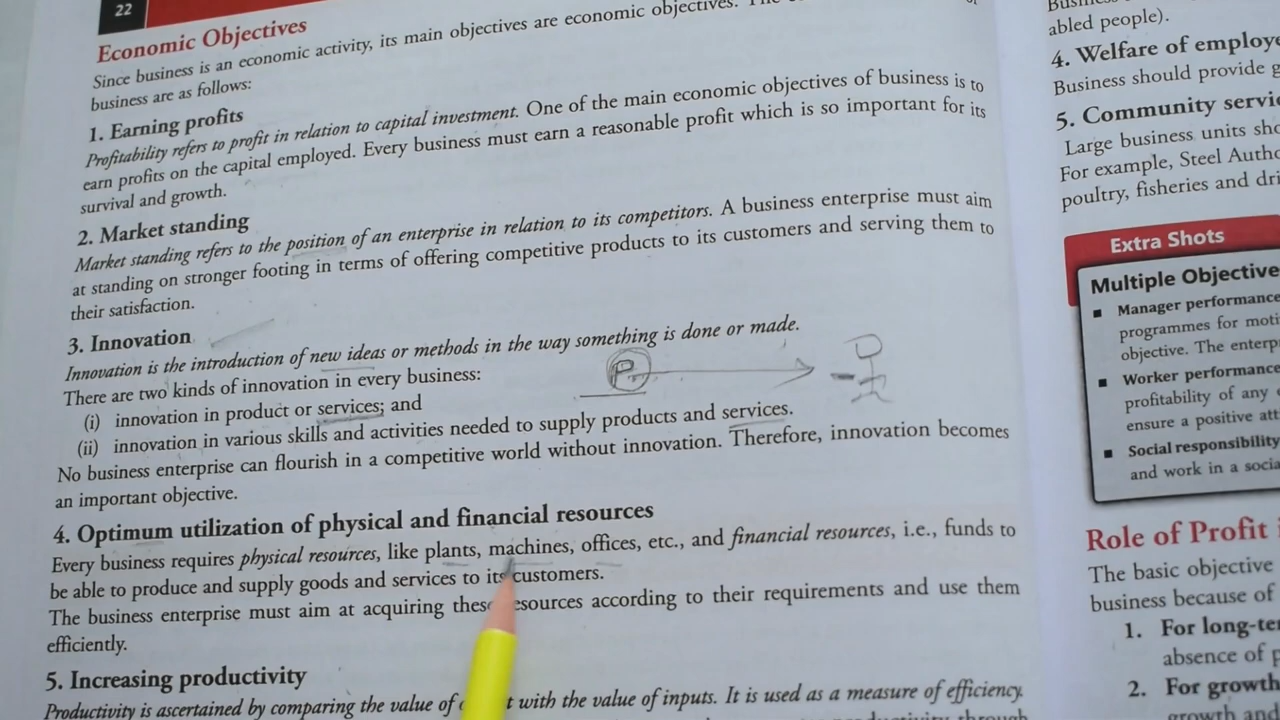 22
Economic Objectives
Since business is an economic activity, its main objectives are economic objectives.
business are as follows:
1. Earning profits
Profitability refers to profit in relation to capital investment. One of the main economic objectives of business is to
earn profits on the capital employed. Every business must earn a reasonable profit which is so important for its
survival and growth.
2. Market standing
Market standing refers to the position of an enterprise in relation to its competitors. A business enterprise must aim
at standing on stronger footing in terms of offering competitive products to its customers and serving them to
their satisfaction.
3. Innovation
Innovation is the introduction of new ideas or methods in the way something is done or made.
There are two kinds of innovation in every business:
P
(i) innovation in product or services; and
(ii) innovation in various skills and activities needed to supply products and services.
No business enterprise can flourish in a competitive world without innovation. Therefore, innovation becomes
an important objective.
4. Optimum utilization of physical and financial resources
Every business requires physical resources, like plants, machines, offices, etc., and financial resources, i.e., funds to
be able to produce and supply goods and services to its customers.
The business enterprise must aim at acquiring these resources according to their requirements and use them
efficiently.
5. Increasing productivity
Productivity is ascertained by comparing the value of with the value of inputs. It is used as a measure of efficiency.
abled people).
4. Welfare of employe
Business should provide g
5. Community servic
Large business units sho
For example, Steel Autho
poultry, fisheries and dri
Extra Shots
Multiple Objective
■ Manager performance
programmes for moti
objective. The enterp
■ Worker performance
profitability of any
ensure a positive att
■ Social responsibility
and work in a socia
Role of Profit
The basic objective
business because of
1. For long-ter
absence of p
2. For growth
growth and